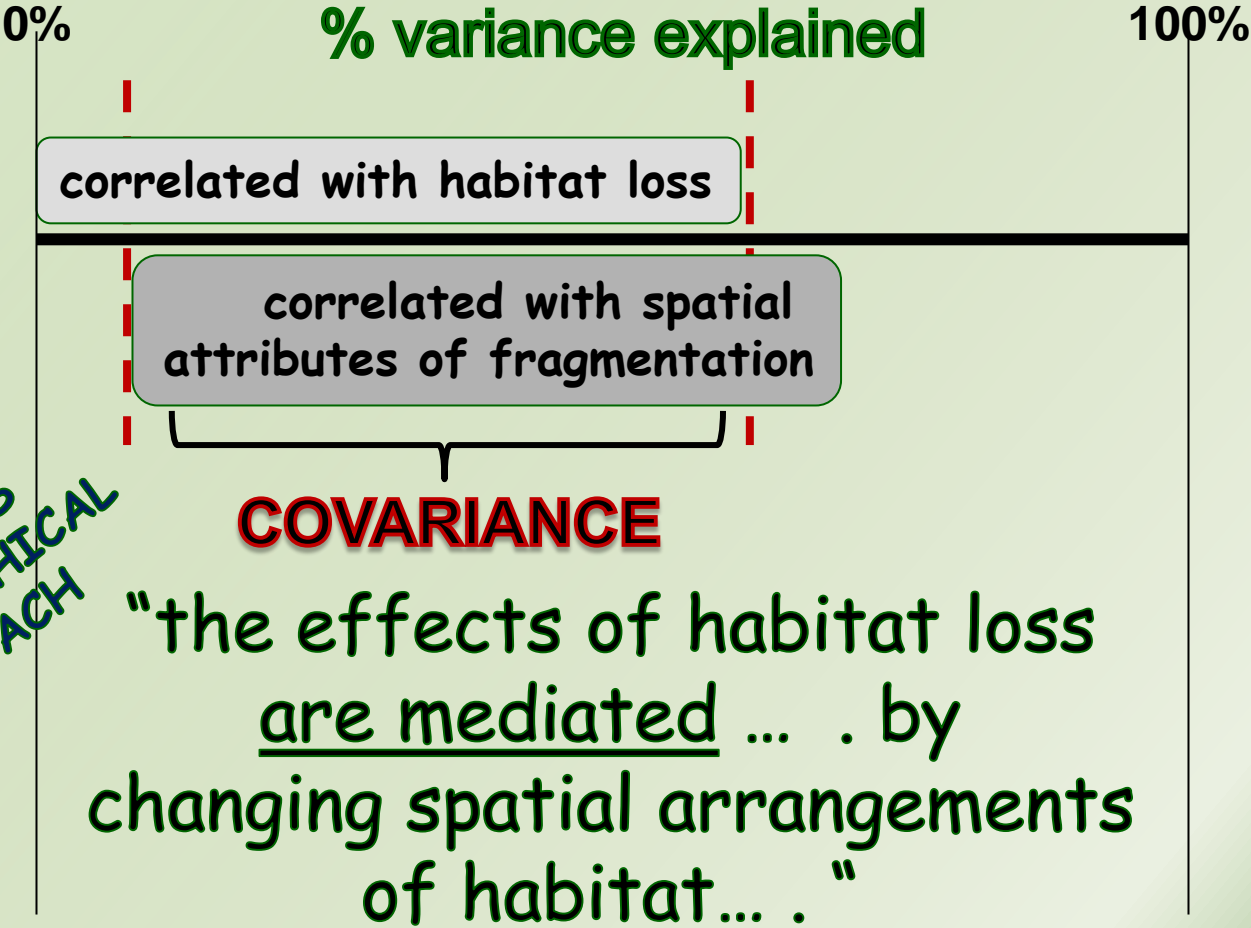 0%
% variance explained
100%
correlated with habitat loss
correlated with spatial
attributes of fragmentation
COVARIANCE
“the effects of habitat loss
are mediated … . by
changing spatial arrangements
of habitat… . “